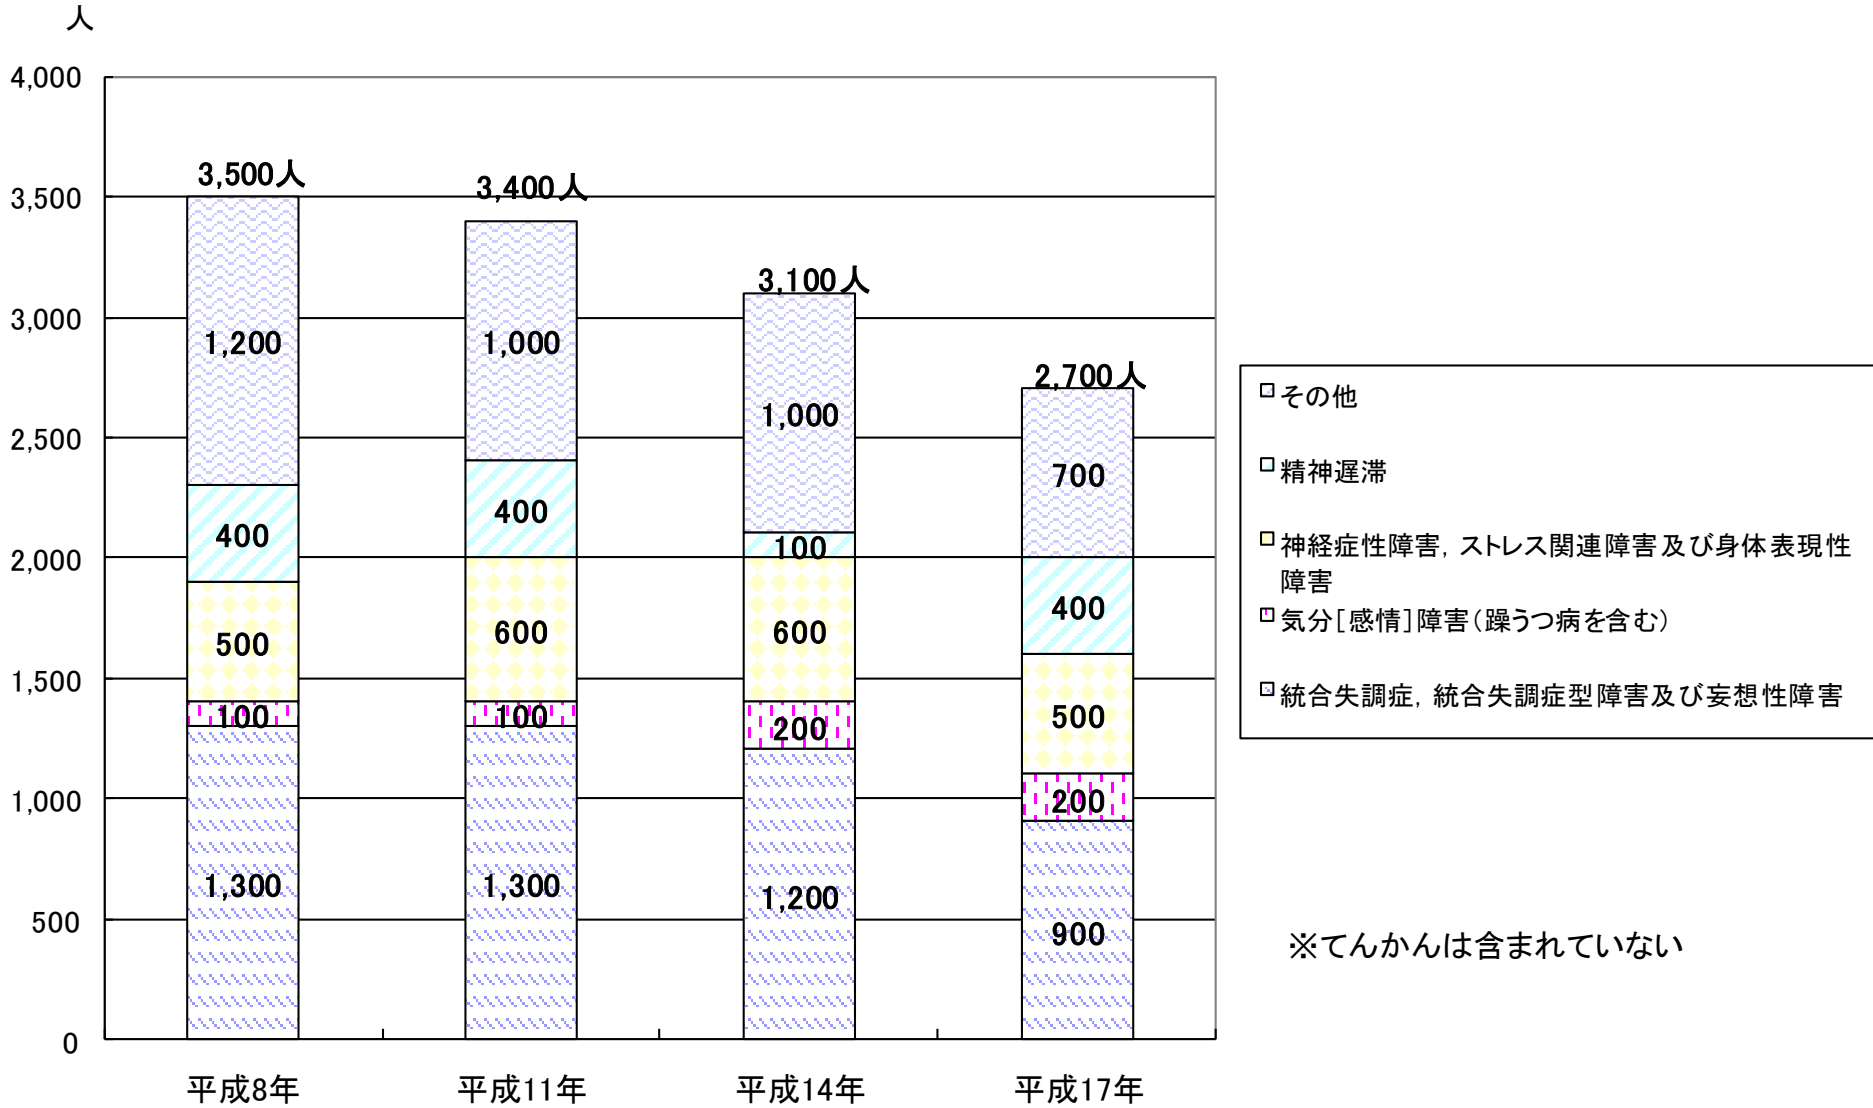 人
4,000
3,500
3,000
2,500
2,000
1,500
1,000
500
0
3,500人
1,200
400
500
100
1,300
3,400人
1,000
400
600
100
1,300
3,100人
1,000
100
600
200
1,200
2,700人
700
400
500
200
900
平成8年
平成11年
平成14年
平成17年
その他
精神遅滞
神経症性障害，ストレス関連障害及び身体表現性
障害
気分［感情］障害（躁うつ病を含む）
統合失調症，統合失調症型障害及び妄想性障害
※てんかんは含まれていない